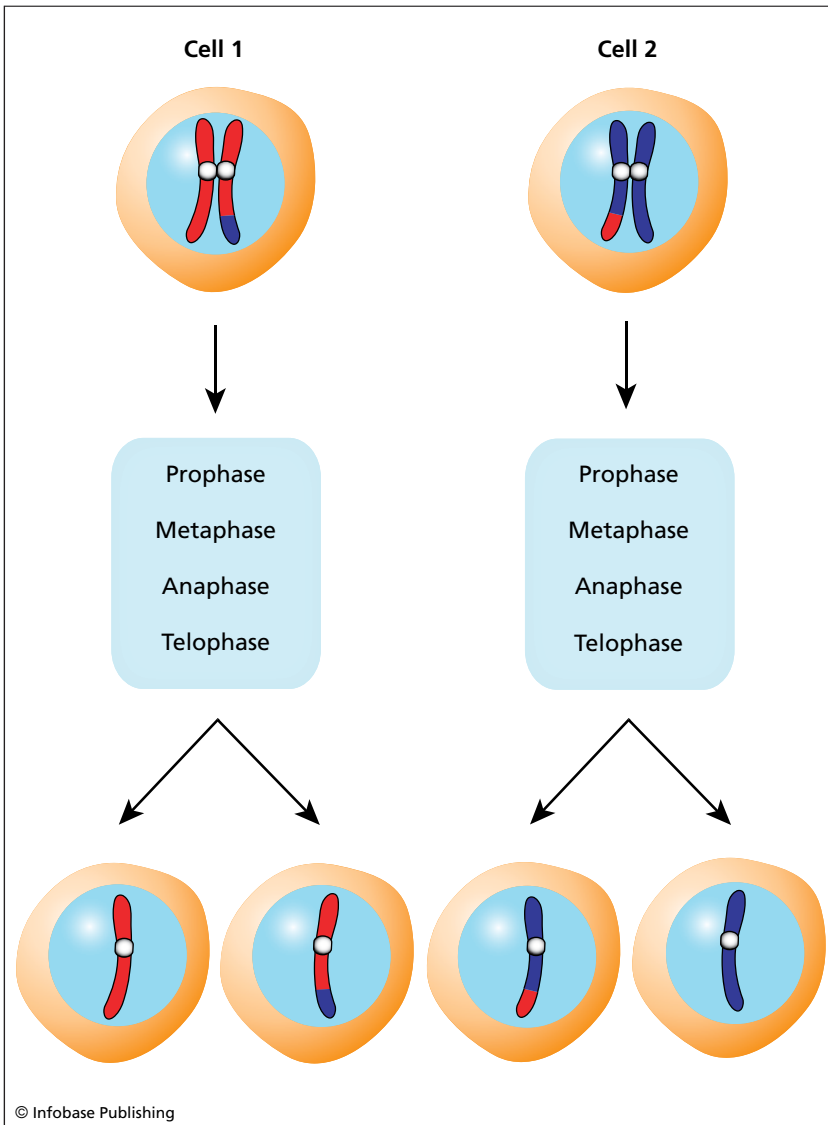 Cell 1
Cell 2
Prophase
Metaphase
Anaphase
Telophase
Prophase
Metaphase
Anaphase
Telophase
© Infobase Publishing